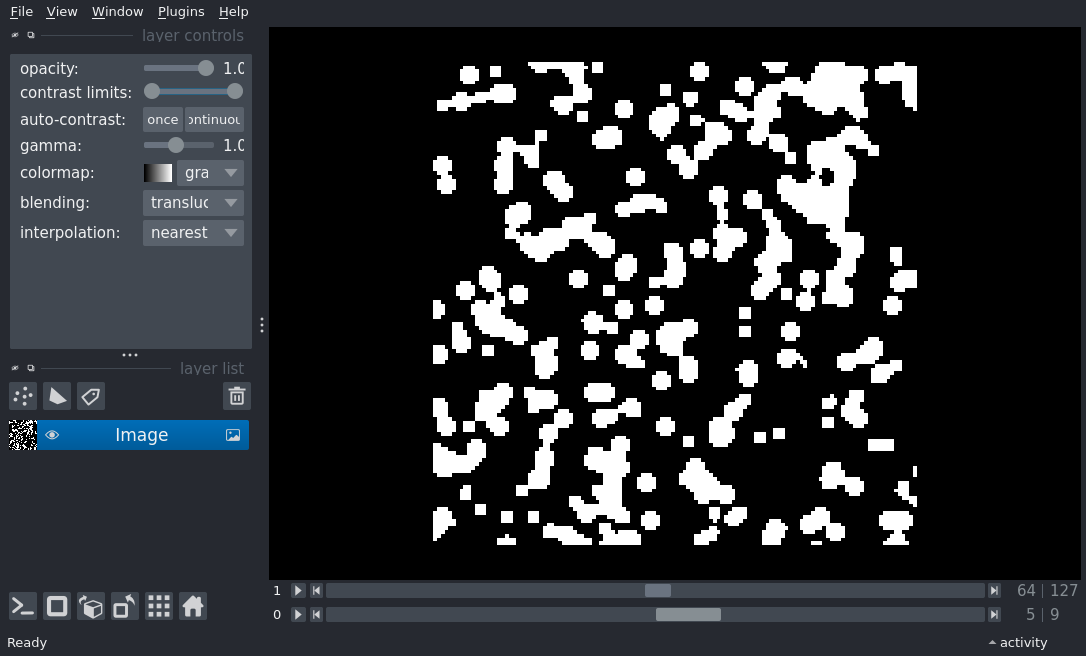 File View Window Plugins Help
layer controls
opacity: 1.0
contrast limits:
auto-contrast: once ontinuou
gamma: 1.0
colormap: gra
blending: transluc
interpolation: nearest
layer list
Image
1 64 | 127
0 5 | 9
Ready activity